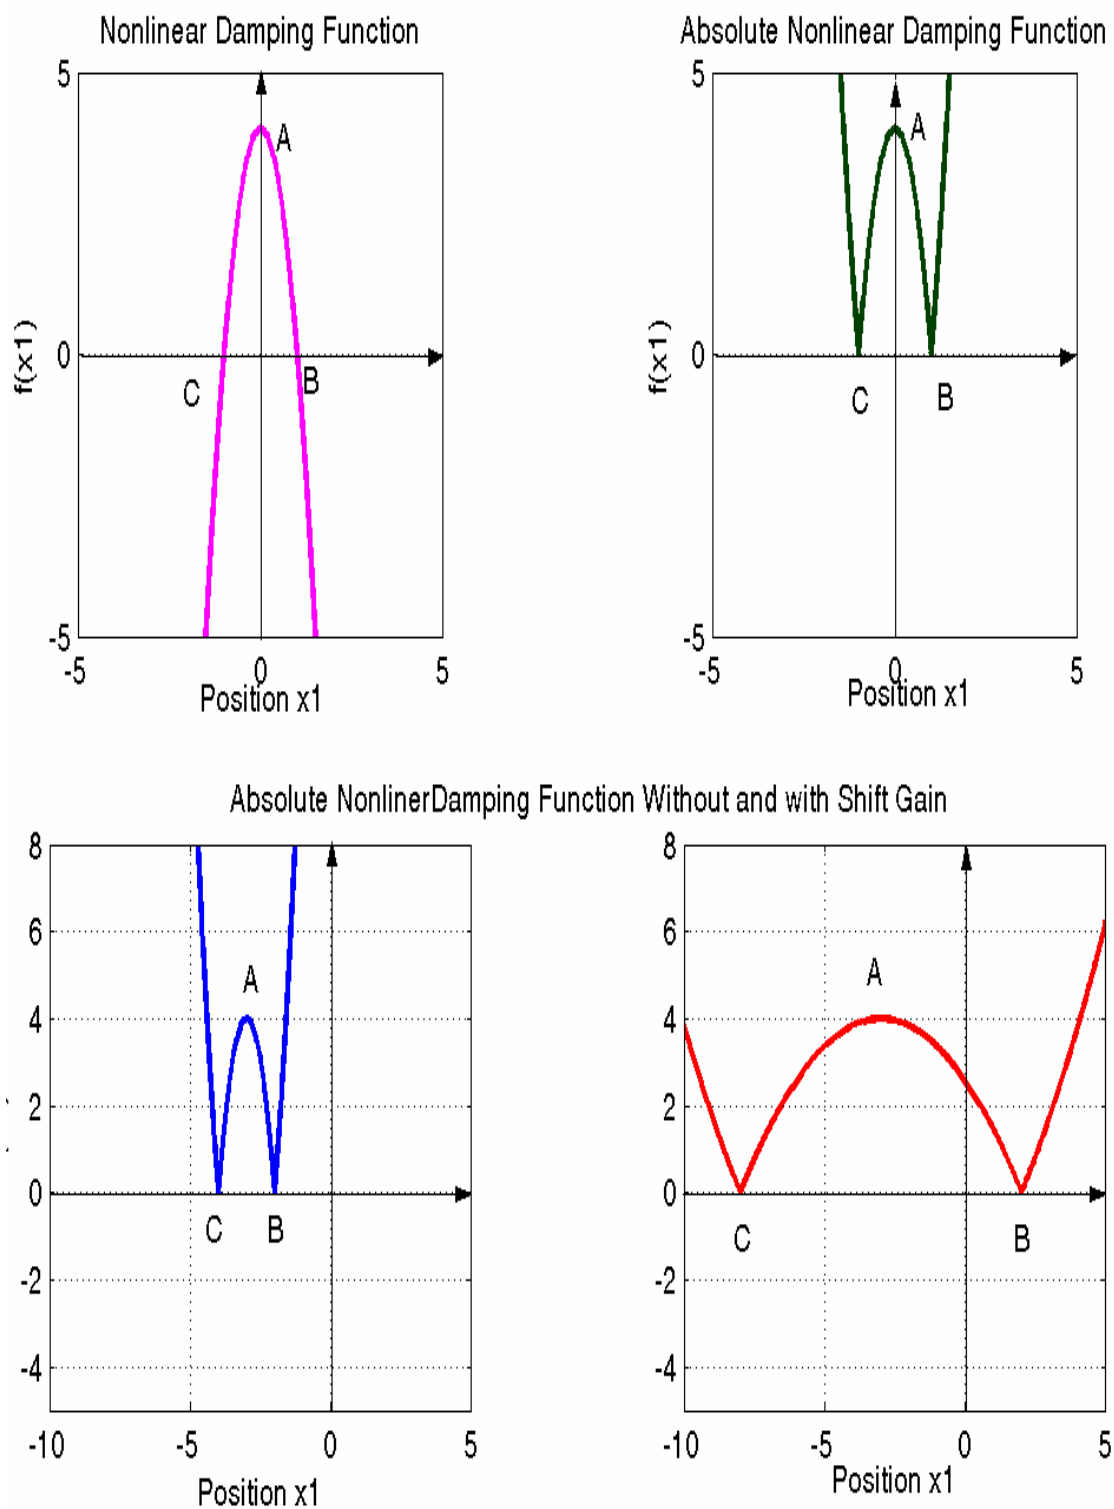 Nonlinear Damping Function
5
A
0
f(x1)
C
B
-5
-5
0
5
Position x1
Absolute Nonlinear Damping Function
5
A
0
f(x1)
C
B
-5
-5
0
5
Position x1
Absolute NonlinerDamping Function Without and with Shift Gain
8
6
A
4
2
0
C
B
-2
-4
-10
-5
0
5
Position x1
8
6
A
4
2
0
C
B
-2
-4
-10
-5
0
5
Position x1